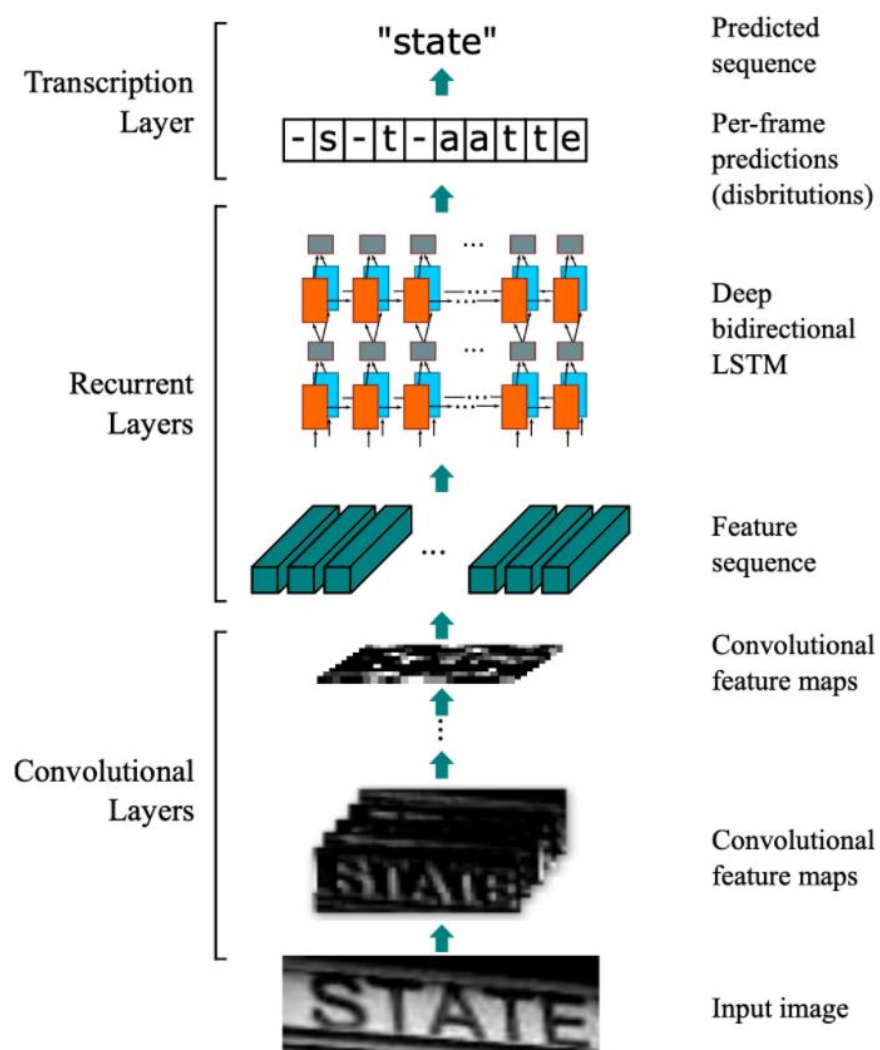 "state"
Predicted
sequence
Transcription
Layer
-s-t-aatte
Per-frame
predictions
(disbritutions)
...
Deep
bidirectional
LSTM
...
...
Recurrent
Layers
...
Feature
sequence
...
Convolutional
feature maps
Convolutional
Layers
STATE
Convolutional
feature maps
STATE
Input image